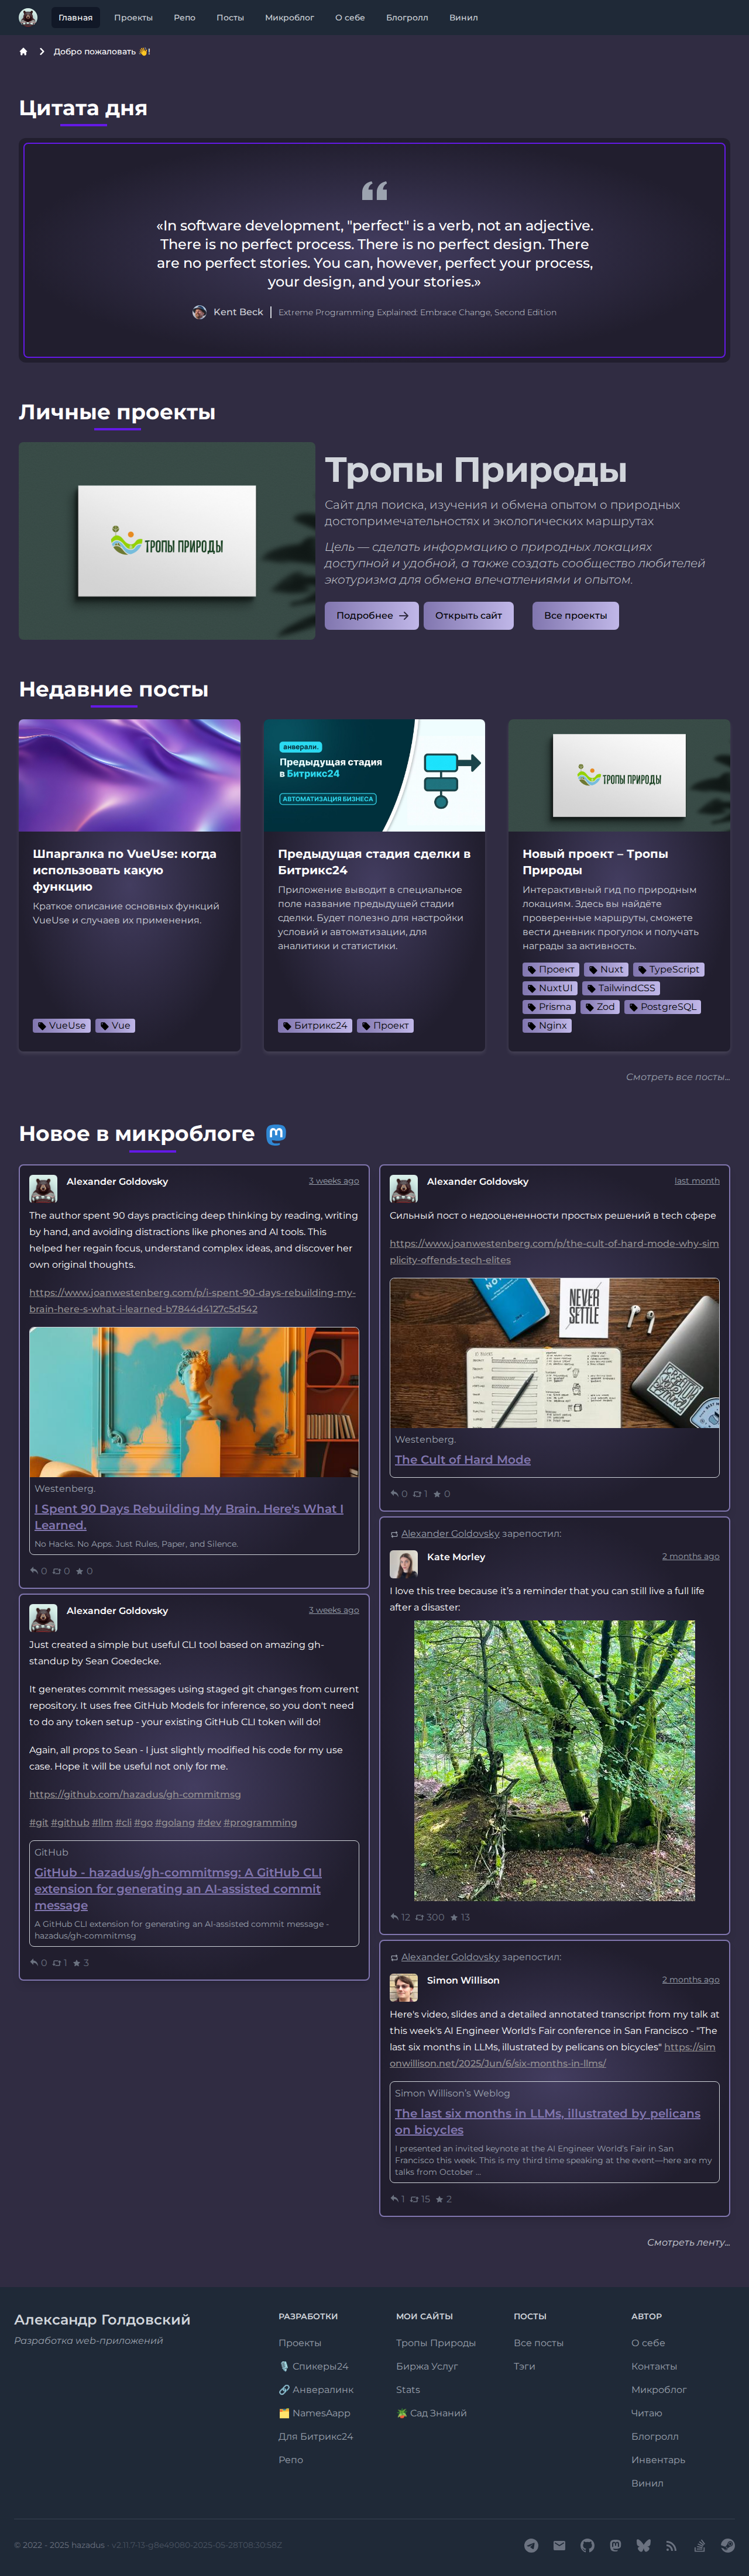 Главная Проекты Репо Посты Микроблог О себе Блогролл Винил
Добро пожаловать 👋!
Цитата дня
«In software development, "perfect" is a verb, not an adjective.
There is no perfect process. There is no perfect design. There
are no perfect stories. You can, however, perfect your process,
your design, and your stories.»
Kent Beck Extreme Programming Explained: Embrace Change, Second Edition
Личные проекты
ТРОПЫ ПРИРОДЫ
Тропы Природы
Сайт для поиска, изучения и обмена опытом о природных
достопримечательностях и экологических маршрутах
Цель — сделать информацию о природных локациях
доступной и удобной, а также создать сообщество любителей
экотуризма для обмена впечатлениями и опытом.
Подробнее → Открыть сайт Все проекты
Недавние посты
Шпаргалка по VueUse: когда
использовать какую
функцию
Краткое описание основных функций
VueUse и случаев их применения.
VueUse Vue
анверали.
Предыдущая стадия
в Битрикс24
АВТОМАТИЗАЦИЯ БИЗНЕСА
Предыдущая стадия сделки в
Битрикс24
Приложение выводит в специальное
поле название предыдущей стадии
сделки. Будет полезно для настройки
условий и автоматизации, для
аналитики и статистики.
Битрикс24 Проект
ТРОПЫ ПРИРОДЫ
Новый проект – Тропы
Природы
Интерактивный гид по природным
локациям. Здесь вы найдёте
проверенные маршруты, сможете
вести дневник прогулок и получать
награды за активность.
Проект Nuxt TypeScript
NuxtUI TailwindCSS
Prisma Zod PostgreSQL
Nginx
Смотреть все посты...
Новое в микроблоге
Alexander Goldovsky 3 weeks ago
The author spent 90 days practicing deep thinking by reading, writing
by hand, and avoiding distractions like phones and AI tools. This
helped her regain focus, understand complex ideas, and discover her
own original thoughts.
https://www.joanwestenberg.com/p/i-spent-90-days-rebuilding-my-
brain-here-s-what-i-learned-b7844d4127c5d542
Westenberg.
I Spent 90 Days Rebuilding My Brain. Here's What I
Learned.
No Hacks. No Apps. Just Rules, Paper, and Silence.
0 0 0
Alexander Goldovsky 3 weeks ago
Just created a simple but useful CLI tool based on amazing gh-
standup by Sean Goedecke.
It generates commit messages using staged git changes from current
repository. It uses free GitHub Models for inference, so you don't need
to do any token setup - your existing GitHub CLI token will do!
Again, all props to Sean - I just slightly modified his code for my use
case. Hope it will be useful not only for me.
https://github.com/hazadus/gh-commitmsg
#git #github #llm #cli #go #golang #dev #programming
GitHub
GitHub - hazadus/gh-commitmsg: A GitHub CLI
extension for generating an AI-assisted commit
message
A GitHub CLI extension for generating an AI-assisted commit message -
hazadus/gh-commitmsg
0 1 3
Alexander Goldovsky last month
Сильный пост о недооцененности простых решений в tech сфере
https://www.joanwestenberg.com/p/the-cult-of-hard-mode-why-sim
plicity-offends-tech-elites
NEVER
SETTLE
Westenberg.
The Cult of Hard Mode
0 1 0
Alexander Goldovsky зарепостил:
Kate Morley 2 months ago
I love this tree because it’s a reminder that you can still live a full life
after a disaster:
12 300 13
Alexander Goldovsky зарепостил:
Simon Willison 2 months ago
Here's video, slides and a detailed annotated transcript from my talk at
this week's AI Engineer World's Fair conference in San Francisco - "The
last six months in LLMs, illustrated by pelicans on bicycles" https://sim
onwillison.net/2025/Jun/6/six-months-in-llms/
Simon Willison’s Weblog
The last six months in LLMs, illustrated by pelicans
on bicycles
I presented an invited keynote at the AI Engineer World’s Fair in San
Francisco this week. This is my third time speaking at the event—here are my
talks from October …
1 15 2
Смотреть ленту...
Александр Голдовский
Разработка web-приложений
РАЗРАБОТКИ
Проекты
🎙️ Спикеры24
🔗 Анвералинк
🗂️ NamesAapp
Для Битрикс24
Репо
МОИ САЙТЫ
Тропы Природы
Биржа Услуг
Stats
🪴 Сад Знаний
ПОСТЫ
Все посты
Тэги
АВТОР
О себе
Контакты
Микроблог
Читаю
Блогролл
Инвентарь
Винил
© 2022 - 2025 hazadus · v2.11.7-13-g8e49080-2025-05-28T08:30:58Z